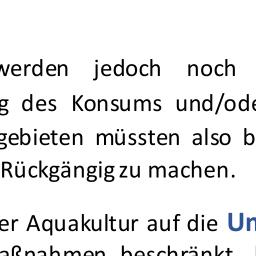 werden jedoch noch
g des Konsums und/ode
gebieten müssten also b
Rückgängig zu machen.
er Aquakultur auf die Un
aßnahmen beschränkt.